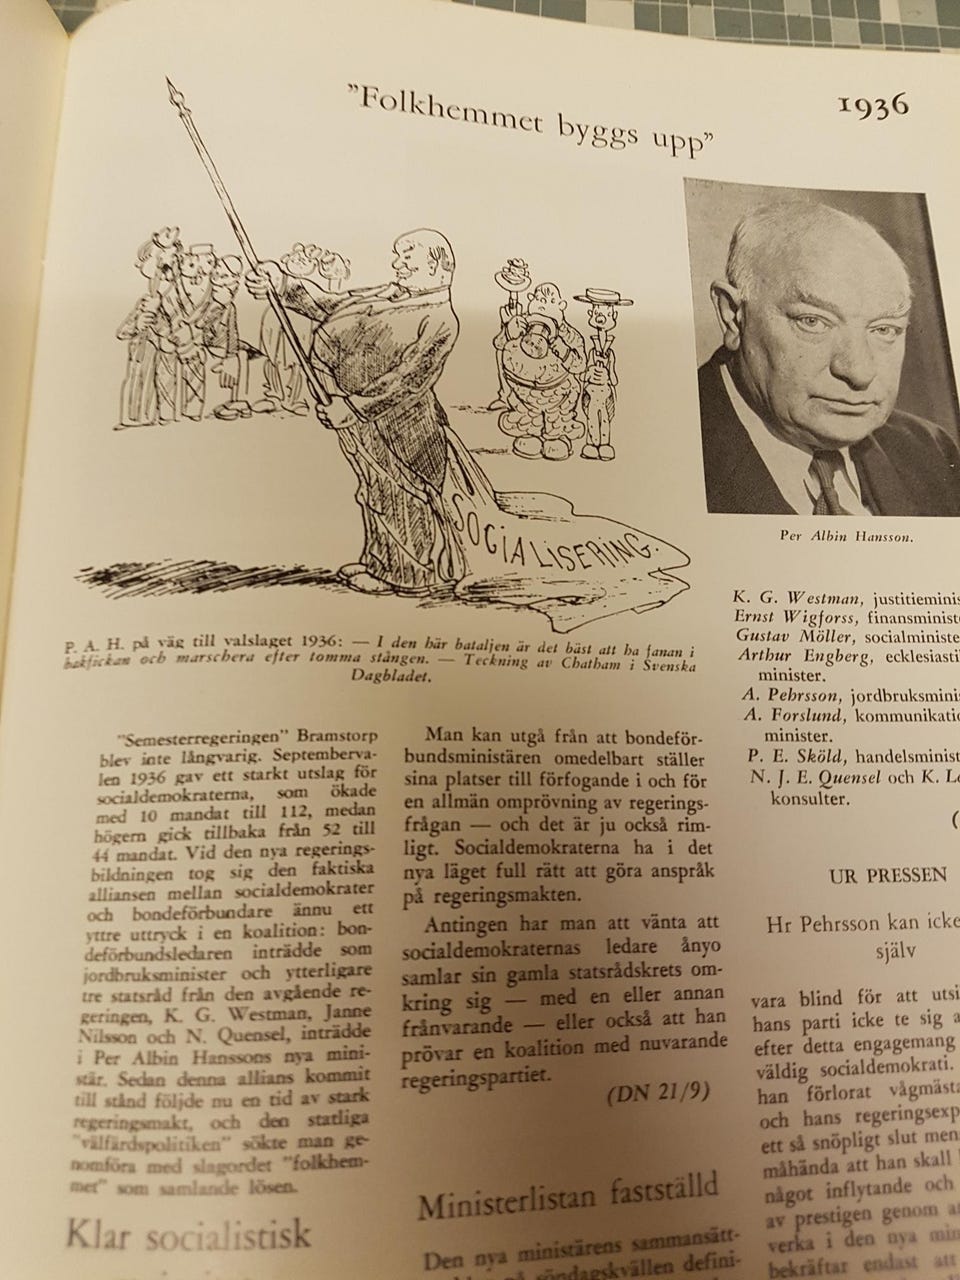 "Folkhemmet byggs upp"
1936
SOCIALISERING.
Per Albin Hansson.
P. A. H. på väg till valslaget 1936: — I den här bataljen är det bäst att ha fanan i
bakfickan och marschera efter tomma stången. — Teckning av Chatham i Svenska
Dagbladet.
"Semesterregeringen" Bramstorp
blev inte långvarig. Septemberva-
len 1936 gav ett starkt utslag för
socialdemokraterna, som ökade
med 10 mandat till 112, medan
högern gick tillbaka från 52 till
44 mandat. Vid den nya regerings-
bildningen tog sig den faktiska
alliansen mellan socialdemokrater
och bondeförbundare ännu ett
yttre uttryck i en koalition: bon-
deförbundsledaren inträdde som
jordbruksminister och ytterligare
tre statsråd från den avgående re-
geringen, K. G. Westman, Janne
Nilsson och N. Quensel, inträdde
i Per Albin Hanssons nya mini-
stär. Sedan denna allians kommit
till stånd följde nu en tid av stark
regeringsmakt, och den statliga
"välfärdspolitiken" sökte man ge-
nomföra med slagordet "folkhem-
met" som samlande lösen.
Klar socialistisk
Man kan utgå från att bondeför-
bundsministären omedelbart ställer
sina platser till förfogande i och för
en allmän omprövning av regerings-
frågan — och det är ju också rim-
ligt. Socialdemokraterna ha i det
nya läget full rätt att göra anspråk
på regeringsmakten.
Antingen har man att vänta att
socialdemokraternas ledare ånyo
samlar sin gamla statsrådskrets om-
kring sig — med en eller annan
frånvarande — eller också att han
prövar en koalition med nuvarande
regeringspartiet.
(DN 21/9)
Ministerlistan fastställd
Den nya ministärens sammansätt-
på söndagskvällen defini-
K. G. Westman, justitieminis
Ernst Wigforss, finansministe
Gustav Möller, socialministe
Arthur Engberg, ecklesiasti
minister.
A. Pehrsson, jordbruksminis
A. Forslund, kommunikatio
minister.
P. E. Sköld, handelsminist
N. J. E. Quensel och K. Le
konsulter.
(
UR PRESSEN
Hr Pehrsson kan icke
själv
vara blind för att utsi
hans parti icke te sig a
efter detta engagemang
väldig socialdemokrati.
han förlorat vågmästa
och hans regeringsexp
ett så snöpligt slut men
måhända att han skall
något inflytande och
av prestigen genom at
verka i den nya min
bekräftar endast att